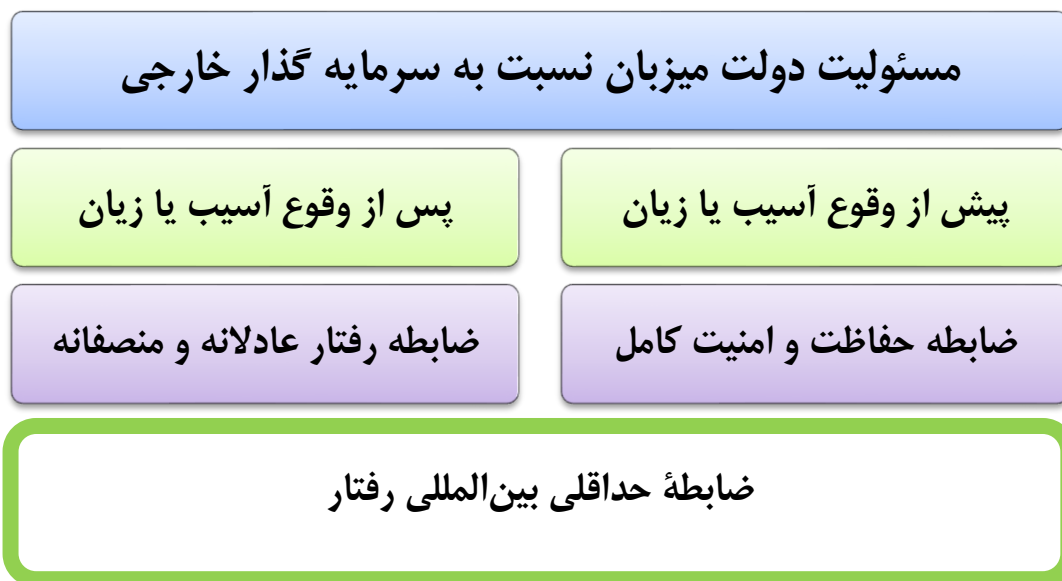 مسئولیت دولت میزبان نسبت به سرمایه گذار خارجی
پیش از وقوع آسیب یا زیان
پس از وقوع آسیب یا زیان
ضابطه حفاظت و امنیت کامل
ضابطه رفتار عادلانه و منصفانه
ضابطهٔ حداقلی بین‌المللی رفتار